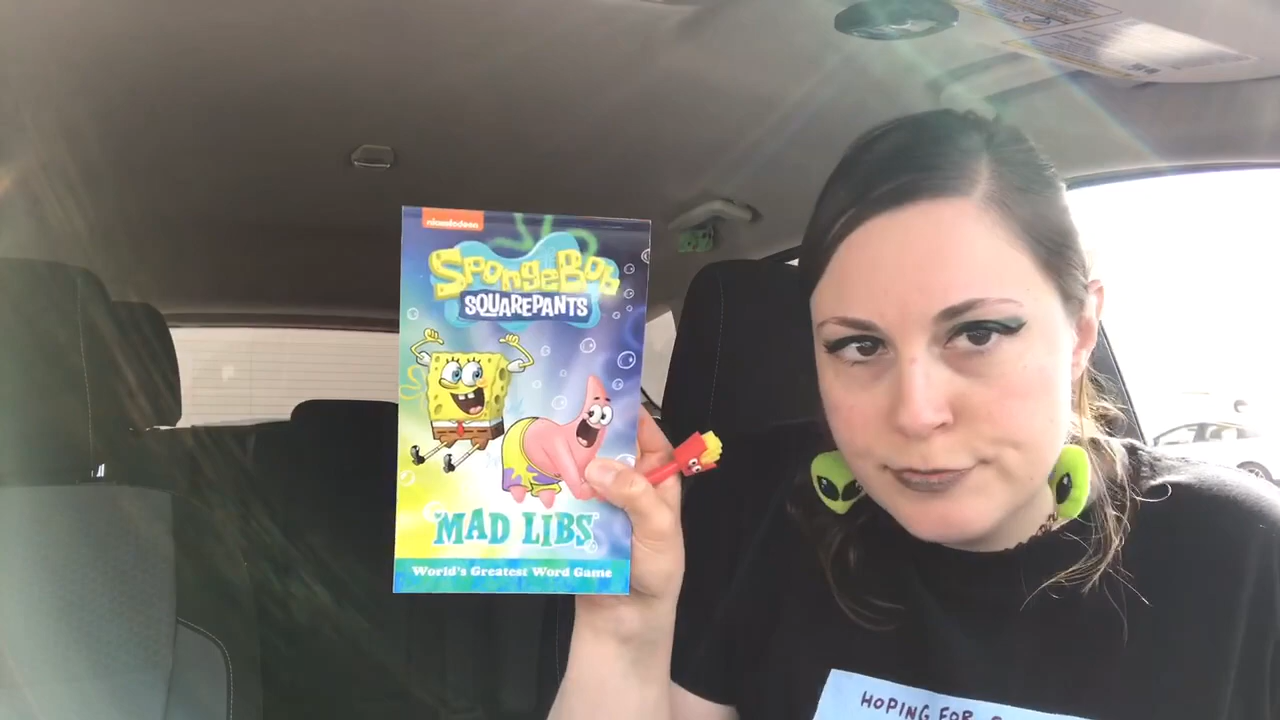 nickelodeon
SpongeBob
SQUAREPANTS
MAD LIBS
World's Greatest Word Game
HOPING FOR